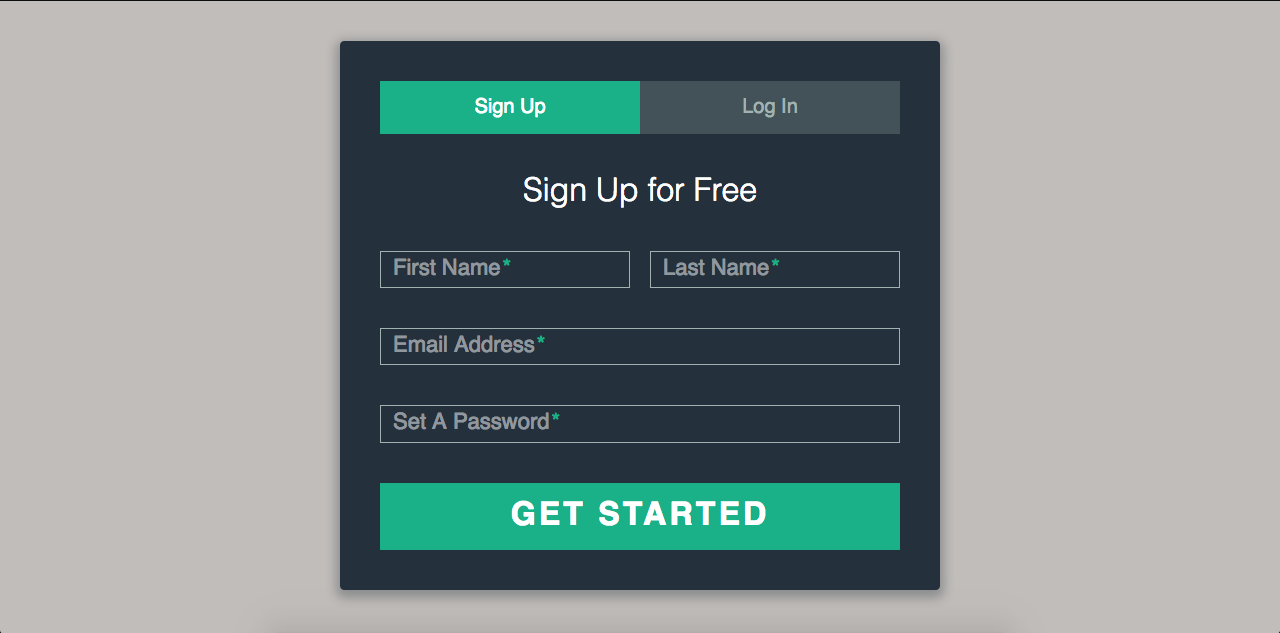 Sign Up Log In
Sign Up for Free
First Name* Last Name*
Email Address*
Set A Password*
GET STARTED